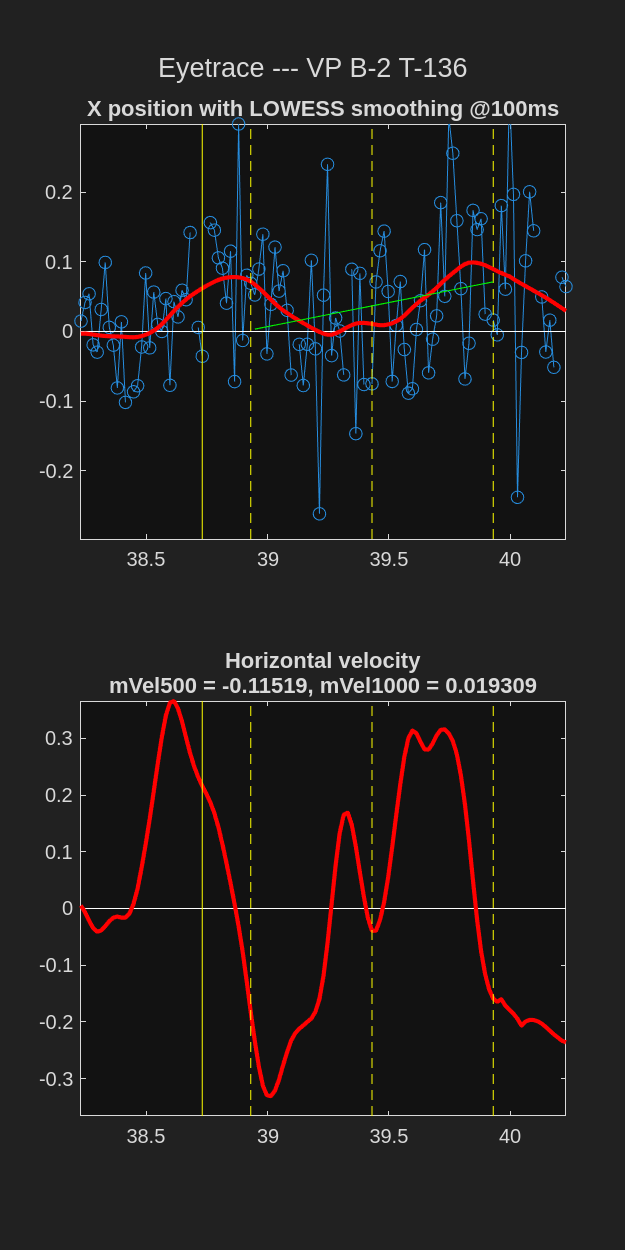 Eyetrace --- VP B-2 T-136
X position with LOWESS smoothing @100ms
0.2
0.1
0
-0.1
-0.2
38.5 39 39.5 40
Horizontal velocity
mVel500 = -0.11519, mVel1000 = 0.019309
0.3
0.2
0.1
0
-0.1
-0.2
-0.3
38.5 39 39.5 40